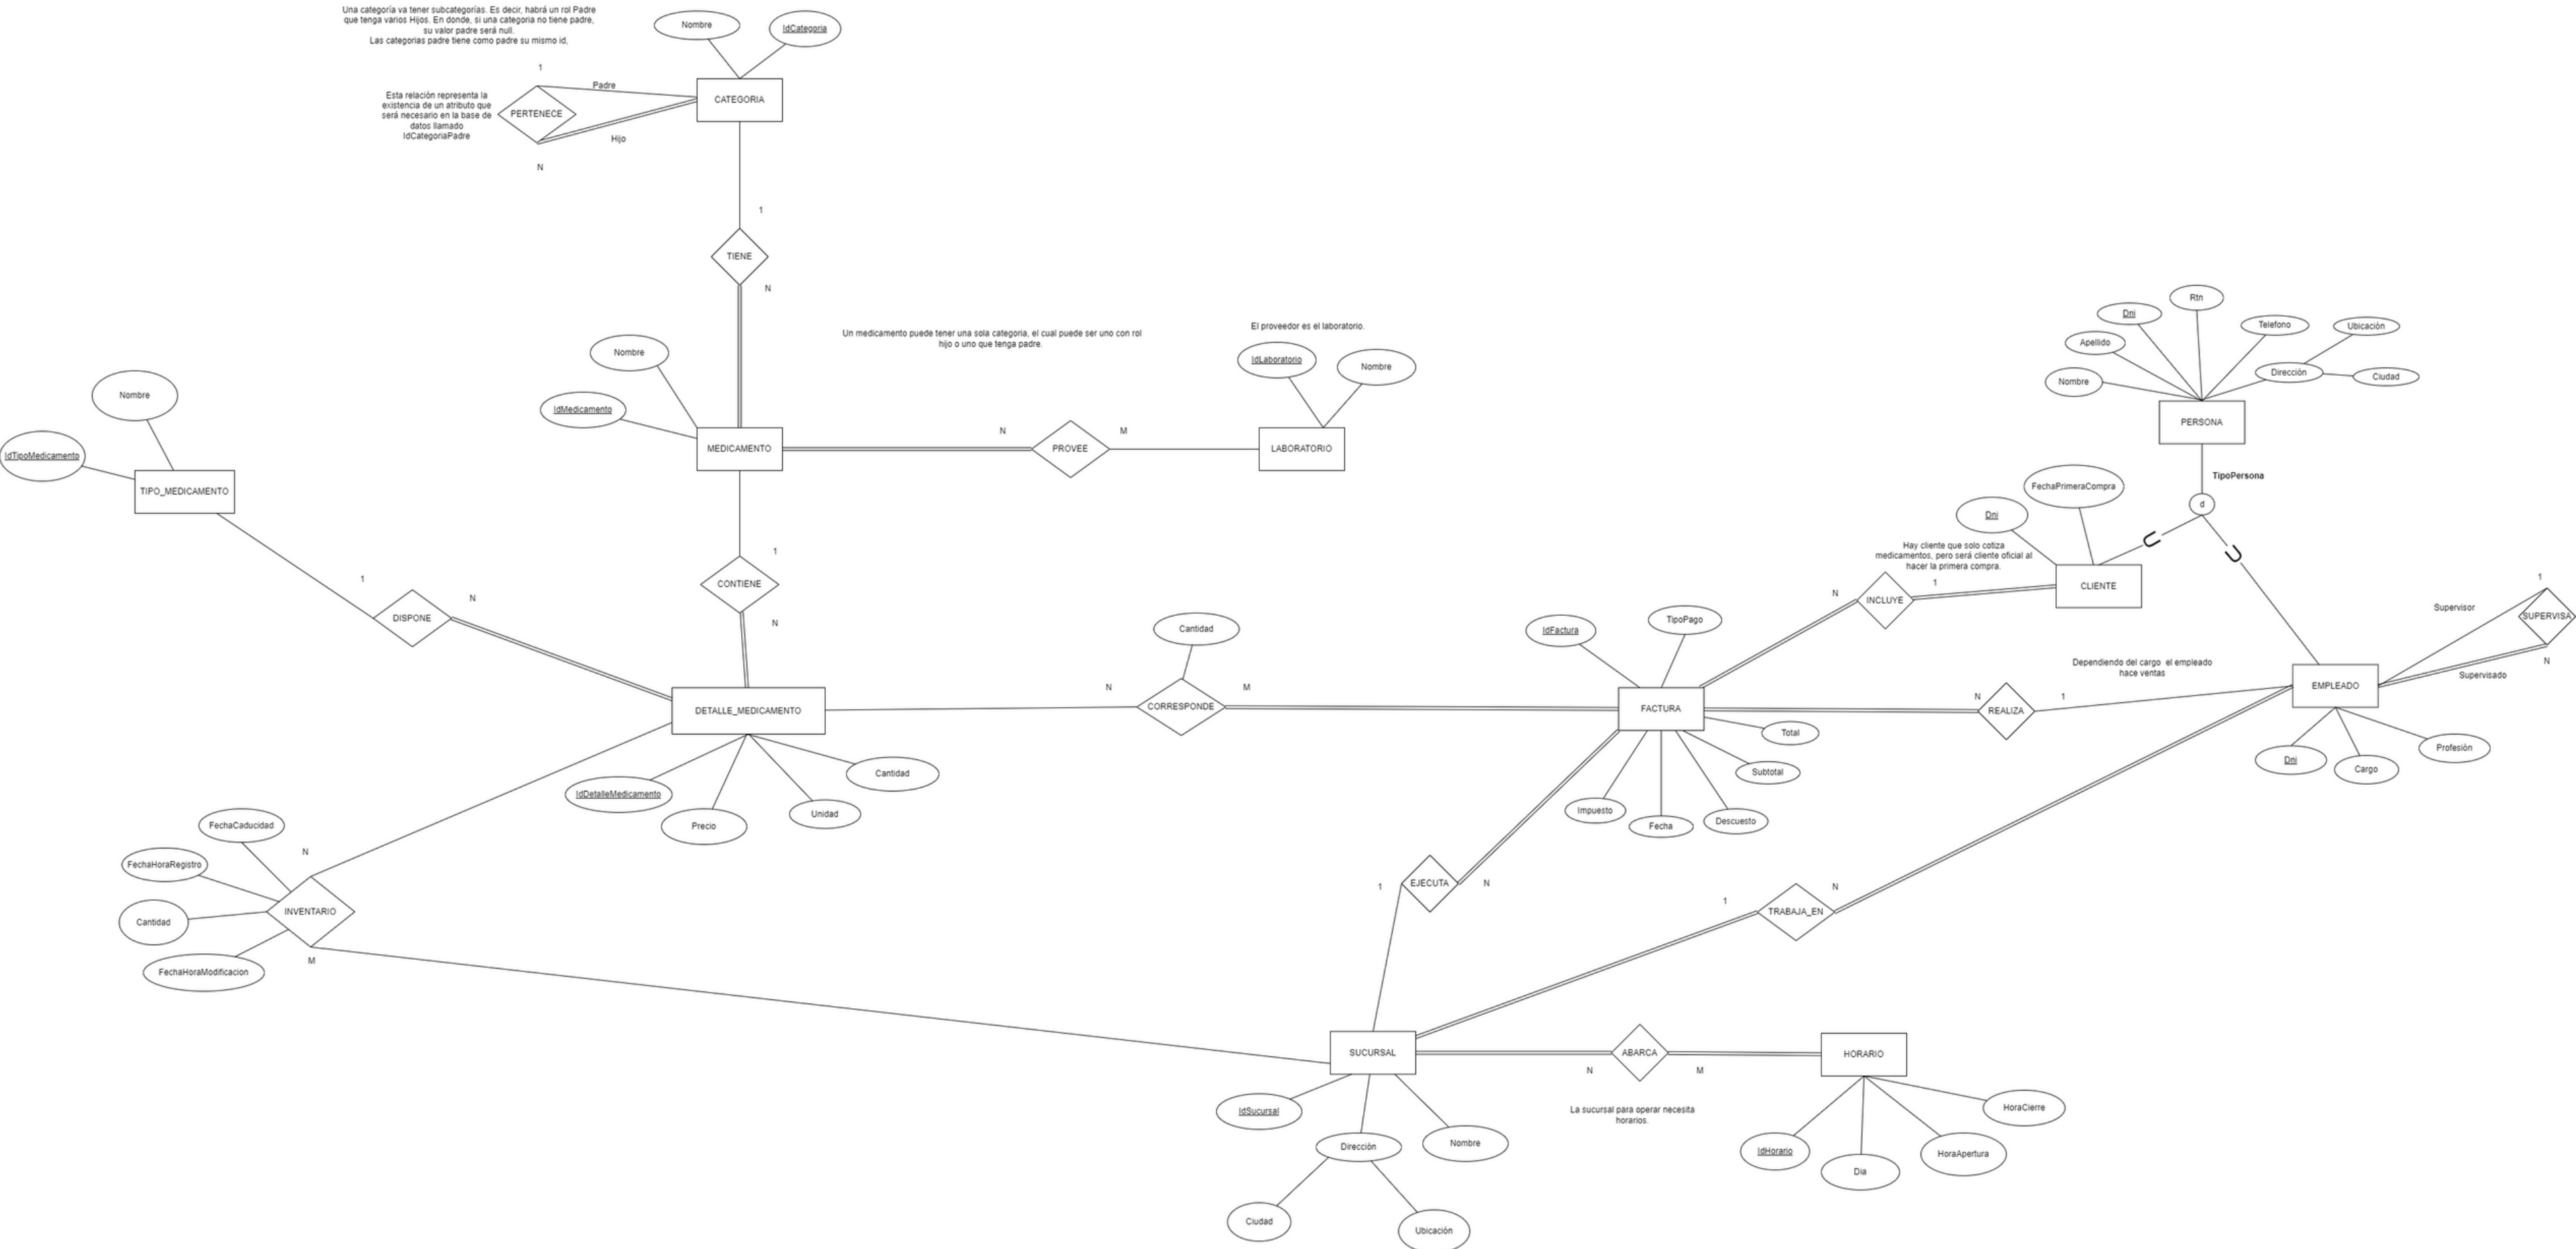 Una categoría va tener subcategorías. Es decir, habrá un rol Padre
que tenga varios Hijos. En donde, si una categoria no tiene padre,
su valor padre será null.
Las categorias padre tiene como padre su mismo id,
Nombre
IdCategoria
1
Padre
CATEGORIA
Esta relación representa la
existencia de un atributo que
será necesario en la base de
datos llamado
IdCategoriaPadre
PERTENECE
Hijo
N
1
TIENE
N
Un medicamento puede tener una sola categoria, el cual puede ser uno con rol
hijo o uno que tenga padre.
El proveedor es el laboratorio.
IdLaboratorio
Nombre
Nombre
IdMedicamento
MEDICAMENTO
N
PROVEE
M
LABORATORIO
Nombre
IdTipoMedicamento
TIPO_MEDICAMENTO
1
DISPONE
N
1
CONTIENE
N
Rtn
Dni
Telefono
Ubicación
Apellido
Dirección
Ciudad
Nombre
PERSONA
TipoPersona
d
FechaPrimeraCompra
Dni
Hay cliente que solo cotiza
medicamentos, pero será cliente oficial al
hacer la primera compra.
CLIENTE
N
INCLUYE
1
1
Supervisor
SUPERVISA
N
Supervisado
Dependiendo del cargo  el empleado
hace ventas
EMPLEADO
Dni
Cargo
Profesión
Cantidad
N
CORRESPONDE
M
IdFactura
TipoPago
FACTURA
N
REALIZA
1
Total
Subtotal
Impuesto
Fecha
Descuesto
DETALLE_MEDICAMENTO
IdDetalleMedicamento
Precio
Unidad
Cantidad
FechaCaducidad
N
FechaHoraRegistro
INVENTARIO
Cantidad
FechaHoraModificacion
M
1
EJECUTA
N
1
TRABAJA_EN
N
SUCURSAL
ABARCA
HORARIO
N
M
La sucursal para operar necesita
horarios.
IdSucursal
Dirección
Nombre
Ciudad
Ubicación
IdHorario
Dia
HoraApertura
HoraCierre